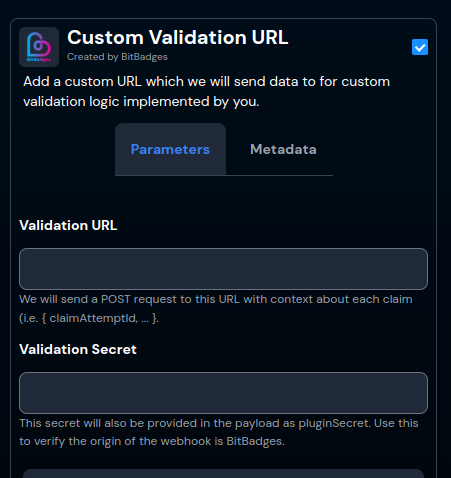 Custom Validation URL
Created by BitBadges
BitBadges
Add a custom URL which we will send data to for custom
validation logic implemented by you.
Parameters
Metadata
Validation URL
We will send a POST request to this URL with context about each claim
(i.e. { claimAttemptId, ... }.
Validation Secret
This secret will also be provided in the payload as pluginSecret. Use this
to verify the origin of the webhook is BitBadges.